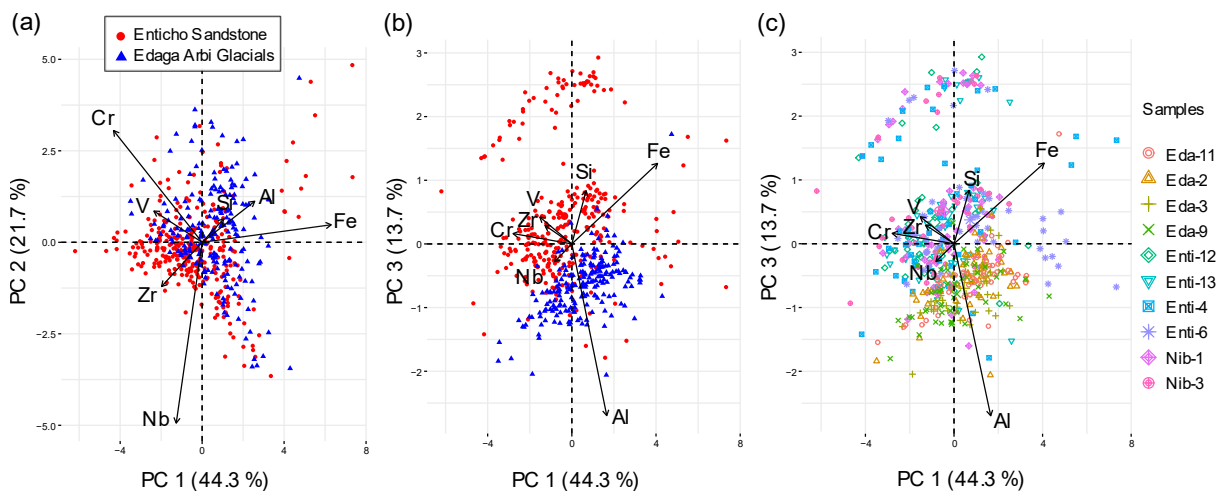 (a)
Enticho Sandstone
Edaga Arbi Glacials
5.0
2.5
0.0
-2.5
-5.0
PC 2 (21.7 %)
Cr
V
Si
Al
Fe
Zr
Nb
-4
0
4
8
PC 1 (44.3 %)
(b)
3
2
1
0
-1
-2
PC 3 (13.7 %)
Fe
Si
V
Zr
Cr
Nb
Al
-4
0
4
8
PC 1 (44.3 %)
(c)
3
2
1
0
-1
-2
PC 3 (13.7 %)
Fe
Si
V
Zr
Cr
Nb
Al
-4
0
4
8
PC 1 (44.3 %)
Samples
Eda-11
Eda-2
Eda-3
Eda-9
Enti-12
Enti-13
Enti-4
Enti-6
Nib-1
Nib-3